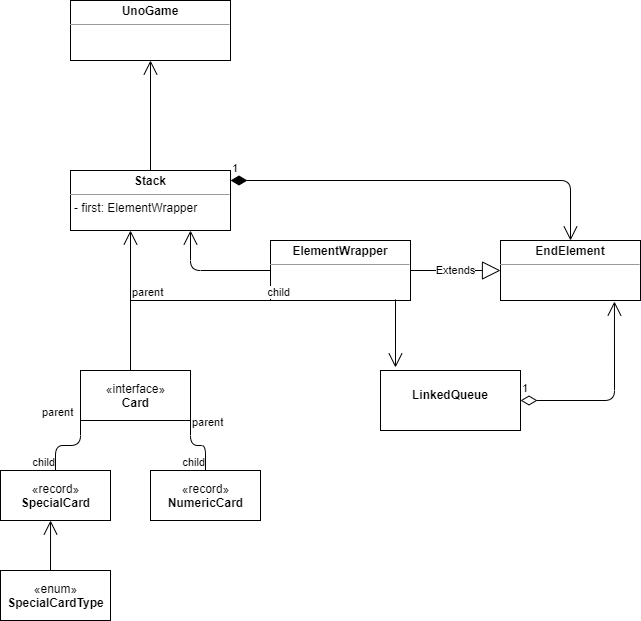 UnoGame
1
Stack
- first: ElementWrapper
ElementWrapper
EndElement
Extends
parent
child
«interface»
Card
LinkedQueue
1
parent
parent
child
child
«record»
SpecialCard
«record»
NumericCard
«enum»
SpecialCardType